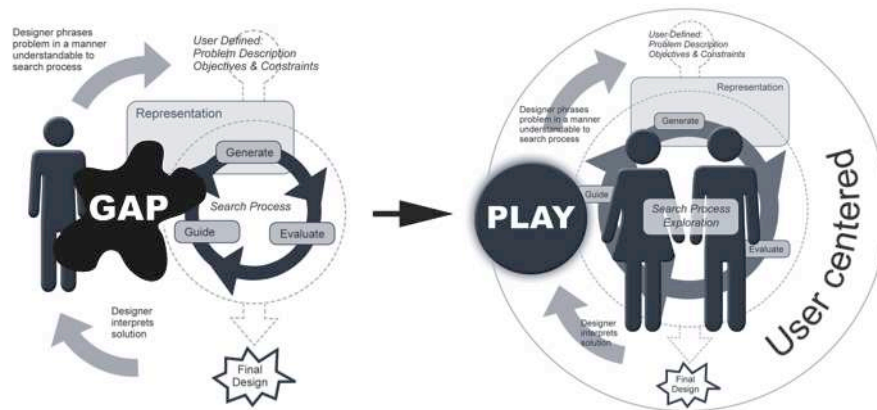 Designer phrases
problem in a manner
understandable to
search process
User Defined:
Problem Description
Objectives & Constraints
Representation
Generate
GAP
Search Process
Guide
Evaluate
Designer
interprets
solution
Final
Design
User Defined:
Problem Description
Objectives & Constraints
Representation
Designer phrases
problem in a manner
understandable to
search process
Generate
PLAY
Guide
Search Process
Exploration
Evaluate
Designer
interprets
solution
Final
Design
User centered